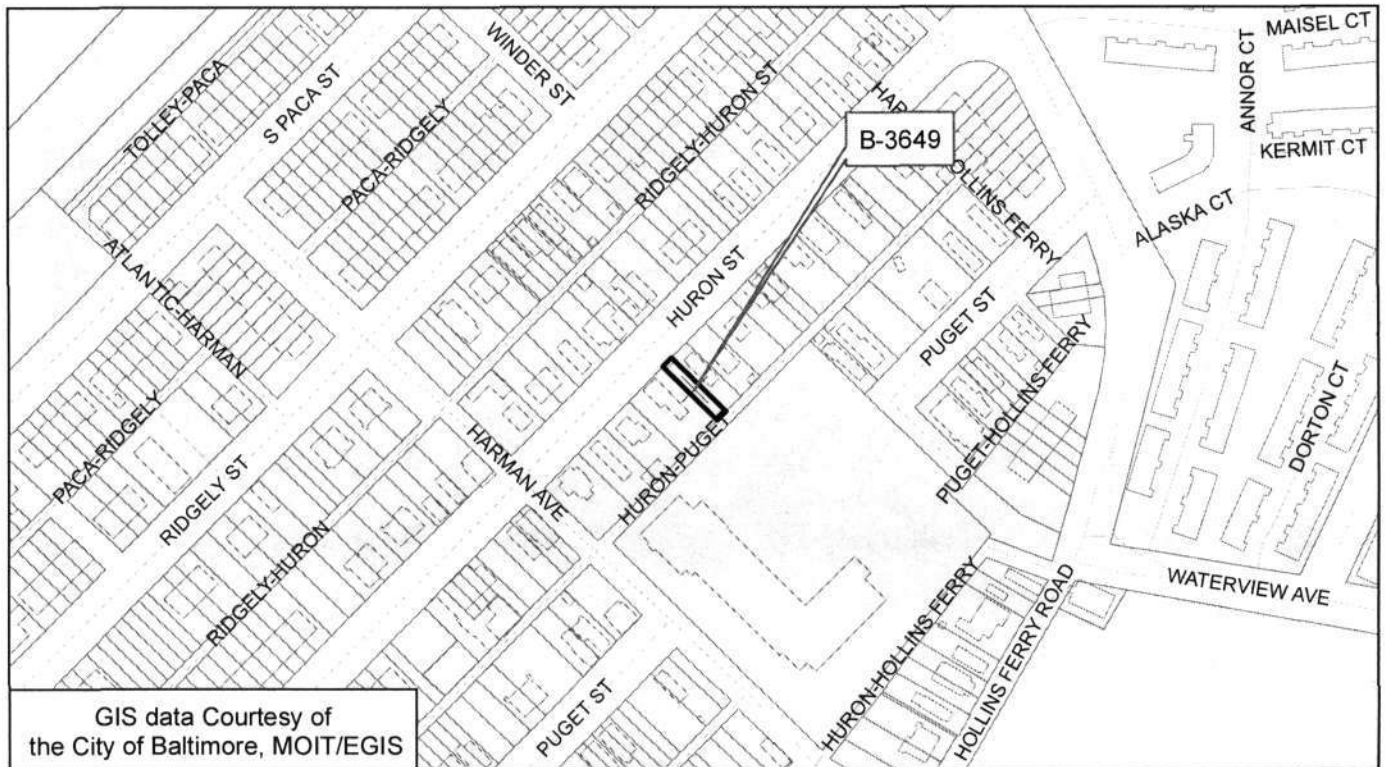 MAISEL CT
WINDER ST
ANNOR CT
TOLLEY-PACA
S PACA ST
RIDGELY-HURON ST
B-3649
KERMIT CT
PACA-RIDGELY
HOLLINS FERRY
ALASKA CT
ATLANTIC-HARMAN
HURON ST
PUGET ST
PUGET-HOLLINS FERRY
DORTON CT
PACA-RIDGELY
RIDGELY ST
HARMAN AVE
HURON-PUGET
RIDGELY-HURON
WATERVIEW AVE
HURON-HOLLINS FERRY
HOLLINS FERRY ROAD
PUGET ST
GIS data Courtesy of
the City of Baltimore, MOIT/EGIS